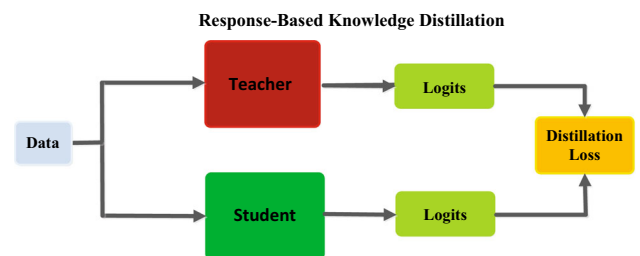 Response-Based Knowledge Distillation
Teacher
Logits
Data
Distillation
Loss
Student
Logits